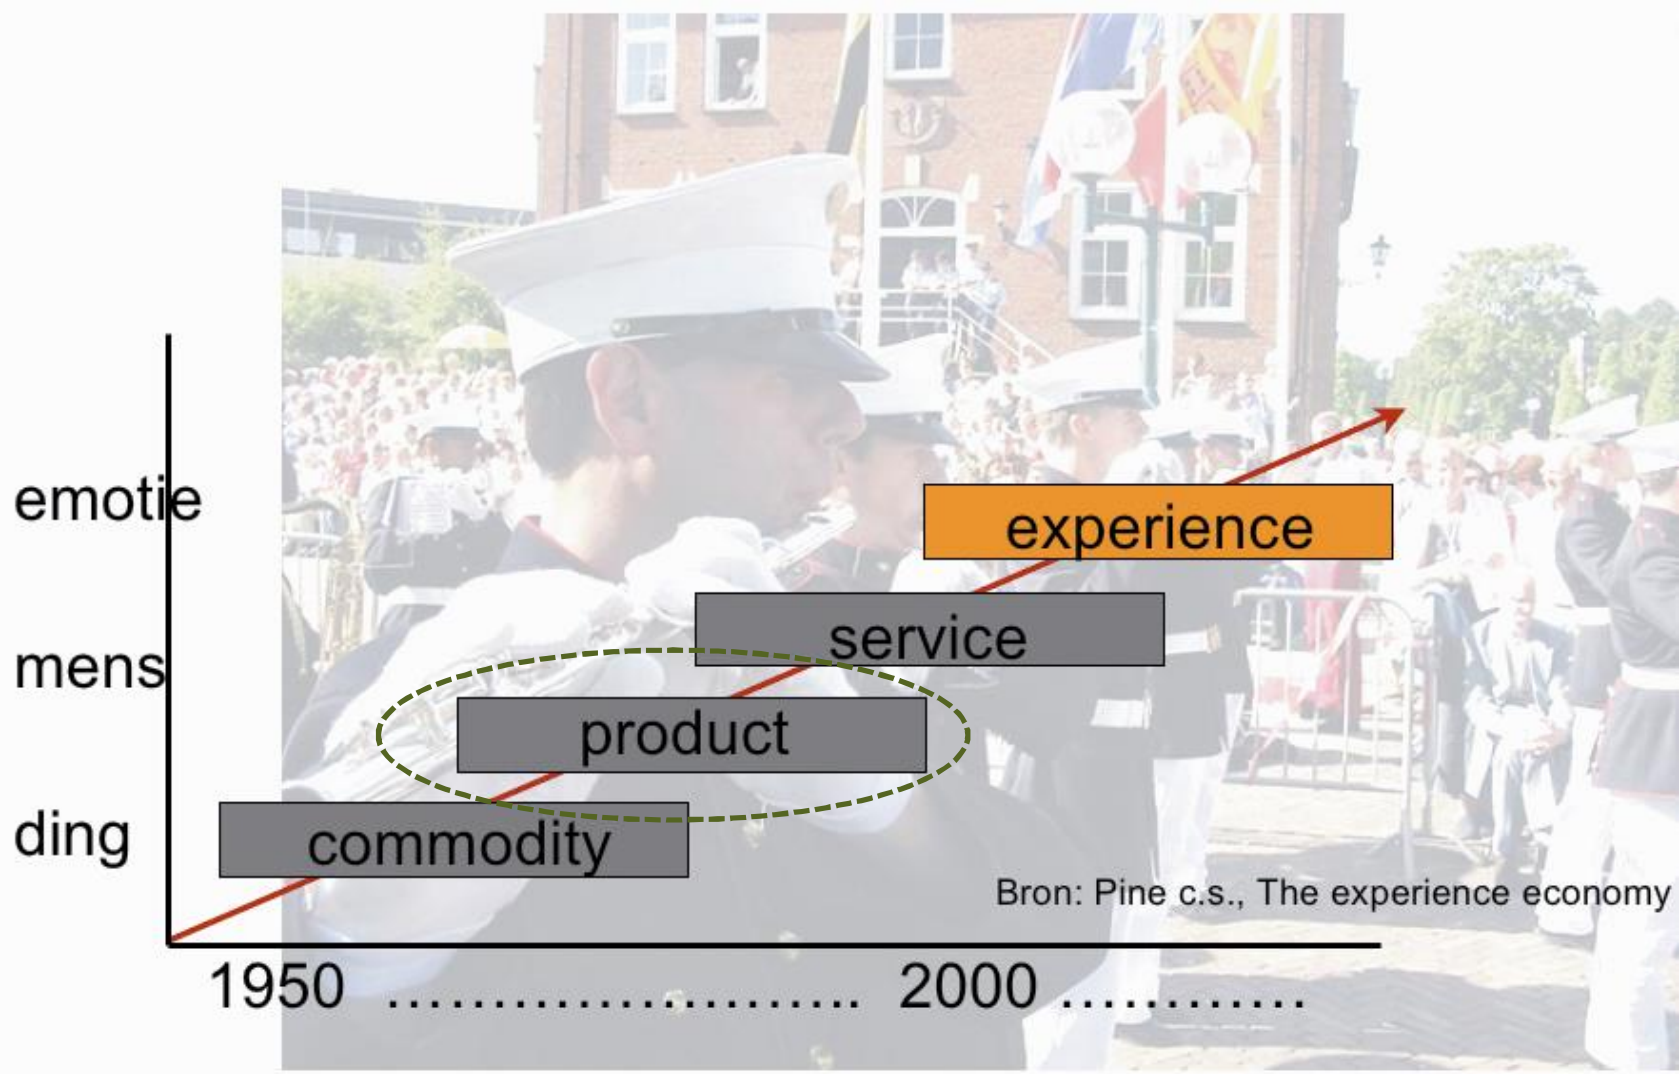 emotie
experience
service
mens
product
ding
commodity
Bron: Pine c.s., The experience economy
1950 ...................... 2000 ............